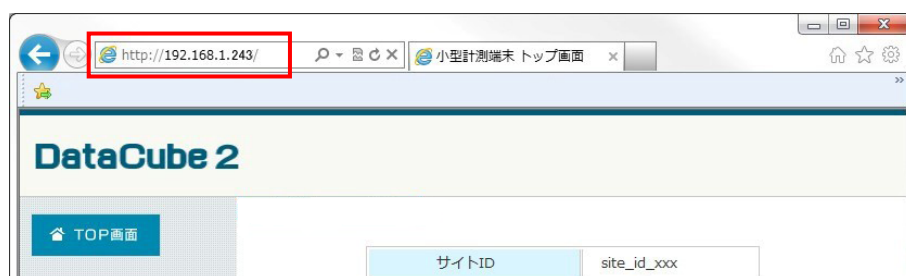 http://192.168.1.243/
小型計測端末 トップ画面
DataCube 2
TOP画面
サイトID
site_id_xxx